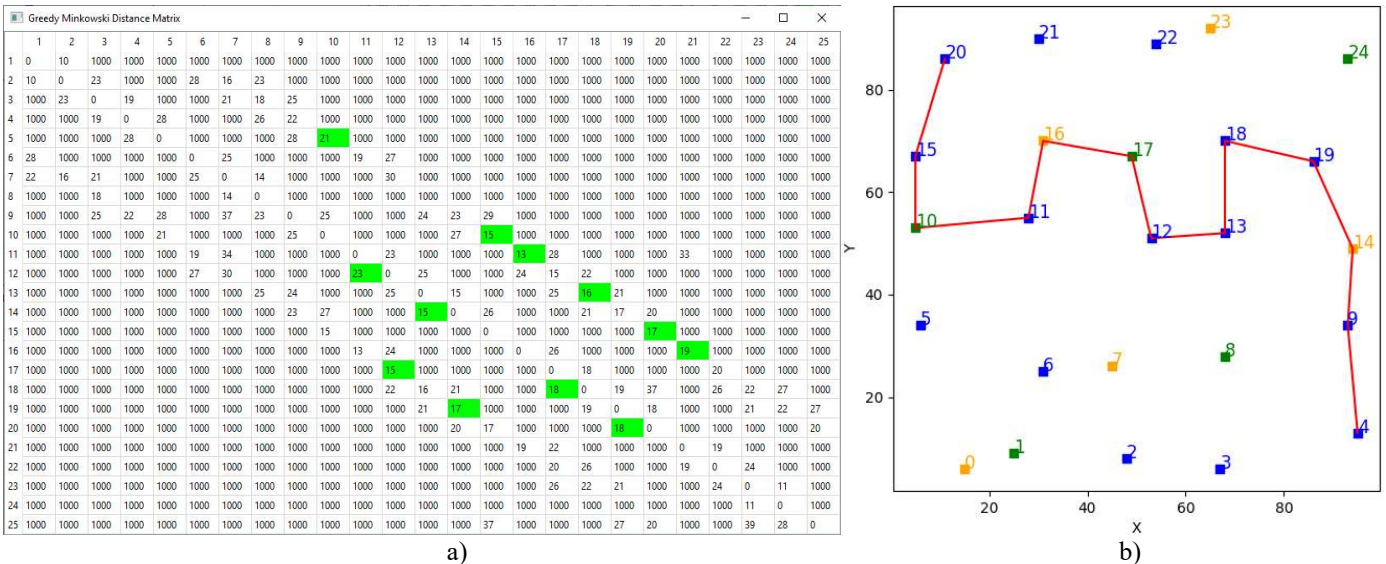 Greedy Minkowski Distance Matrix
1 2 3 4 5 6 7 8 9 10 11 12 13 14 15 16 17 18 19 20 21 22 23 24 25
1 0 10 1000 1000 1000 1000 1000 1000 1000 1000 1000 1000 1000 1000 1000 1000 1000 1000 1000 1000 1000 1000 1000 1000 1000
2 10 0 23 1000 1000 28 16 23 1000 1000 1000 1000 1000 1000 1000 1000 1000 1000 1000 1000 1000 1000 1000 1000 1000
3 1000 23 0 19 1000 1000 21 18 25 1000 1000 1000 1000 1000 1000 1000 1000 1000 1000 1000 1000 1000 1000 1000 1000
4 1000 1000 19 0 28 1000 1000 26 22 1000 1000 1000 1000 1000 1000 1000 1000 1000 1000 1000 1000 1000 1000 1000 1000
5 1000 1000 1000 28 0 1000 1000 1000 28 21 1000 1000 1000 1000 1000 1000 1000 1000 1000 1000 1000 1000 1000 1000 1000
6 28 1000 1000 1000 1000 0 25 1000 1000 1000 19 27 1000 1000 1000 1000 1000 1000 1000 1000 1000 1000 1000 1000 1000
7 22 16 21 1000 1000 25 0 14 1000 1000 1000 30 1000 1000 1000 1000 1000 1000 1000 1000 1000 1000 1000 1000 1000
8 1000 1000 18 1000 1000 1000 14 0 1000 1000 1000 1000 1000 1000 1000 1000 1000 1000 1000 1000 1000 1000 1000 1000 1000
9 1000 1000 25 22 28 1000 37 23 0 25 1000 1000 24 23 29 1000 1000 1000 1000 1000 1000 1000 1000 1000 1000
10 1000 1000 1000 1000 21 1000 1000 1000 25 1000 1000 1000 27 15 1000 1000 1000 1000 1000 1000 1000 1000 1000 1000
11 1000 1000 1000 1000 1000 19 34 1000 1000 1000 0 23 1000 1000 1000 13 28 1000 1000 1000 33 1000 1000 1000 1000
12 1000 1000 1000 1000 1000 27 30 1000 1000 1000 23 0 25 1000 1000 24 15 22 1000 1000 1000 1000 1000 1000 1000
13 1000 1000 1000 1000 1000 1000 1000 25 24 1000 1000 25 0 15 1000 1000 25 16 21 1000 1000 1000 1000 1000 1000
14 1000 1000 1000 1000 1000 1000 1000 1000 23 27 1000 1000 15 0 26 1000 1000 21 17 20 1000 1000 1000 1000 1000
15 1000 1000 1000 1000 1000 1000 1000 1000 1000 15 1000 1000 1000 1000 0 1000 1000 1000 1000 17 1000 1000 1000 1000 1000
16 1000 1000 1000 1000 1000 1000 1000 1000 1000 1000 13 24 1000 1000 1000 0 26 1000 1000 1000 19 1000 1000 1000 1000
17 1000 1000 1000 1000 1000 1000 1000 1000 1000 1000 1000 15 1000 1000 1000 1000 0 18 1000 1000 1000 20 1000 1000 1000
18 1000 1000 1000 1000 1000 1000 1000 1000 1000 1000 1000 22 16 21 1000 1000 18 0 19 37 1000 26 22 27 1000
19 1000 1000 1000 1000 1000 1000 1000 1000 1000 1000 1000 1000 21 17 1000 1000 1000 19 0 18 1000 1000 21 22 27
20 1000 1000 1000 1000 1000 1000 1000 1000 1000 1000 1000 1000 1000 20 17 1000 1000 1000 18 0 1000 1000 1000 1000 20
21 1000 1000 1000 1000 1000 1000 1000 1000 1000 1000 1000 1000 1000 1000 1000 19 22 1000 1000 1000 0 19 1000 1000 1000
22 1000 1000 1000 1000 1000 1000 1000 1000 1000 1000 1000 1000 1000 1000 1000 1000 20 26 1000 1000 19 0 24 1000 1000
23 1000 1000 1000 1000 1000 1000 1000 1000 1000 1000 1000 1000 1000 1000 1000 1000 26 22 21 1000 1000 24 0 11 1000
24 1000 1000 1000 1000 1000 1000 1000 1000 1000 1000 1000 1000 1000 1000 1000 1000 1000 1000 1000 1000 1000 1000 11 0 1000
25 1000 1000 1000 1000 1000 1000 1000 1000 1000 1000 1000 1000 1000 1000 37 1000 1000 1000 27 20 1000 1000 39 28 0
a)
23
21
22
20
24
80
16
18
15
17
19
60
10
11
12
13
14
Y
40
5
9
8
7
6
20
4
1
2
0
3
20 40 60 80
X
b)